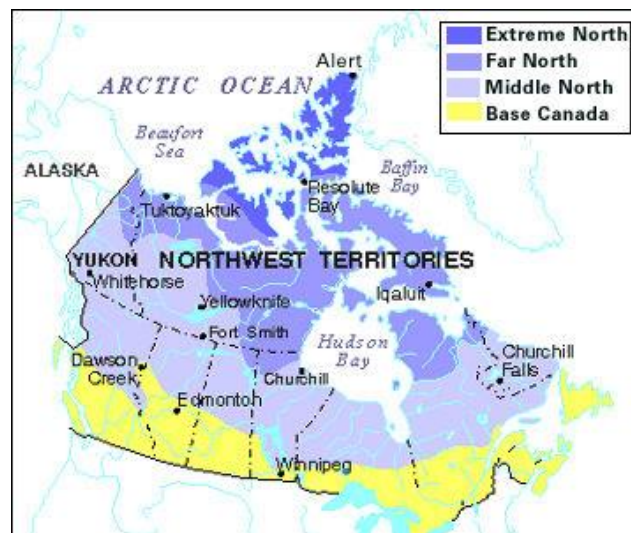 Extreme North
Far North
Middle North
Base Canada
Alert
ARCTIC OCEAN
Beaufort
Sea
Baffin
Bay
ALASKA
Resolute
Bay
Tuktoyaktuk
YUKON
NORTHWEST TERRITORIES
Whitehorse
Iqaluit
Yellowknife
Fort Smith
Hudson
Bay
Dawson
Creek
Churchill
Churchill
Falls
Edmontoh
Winnipeg